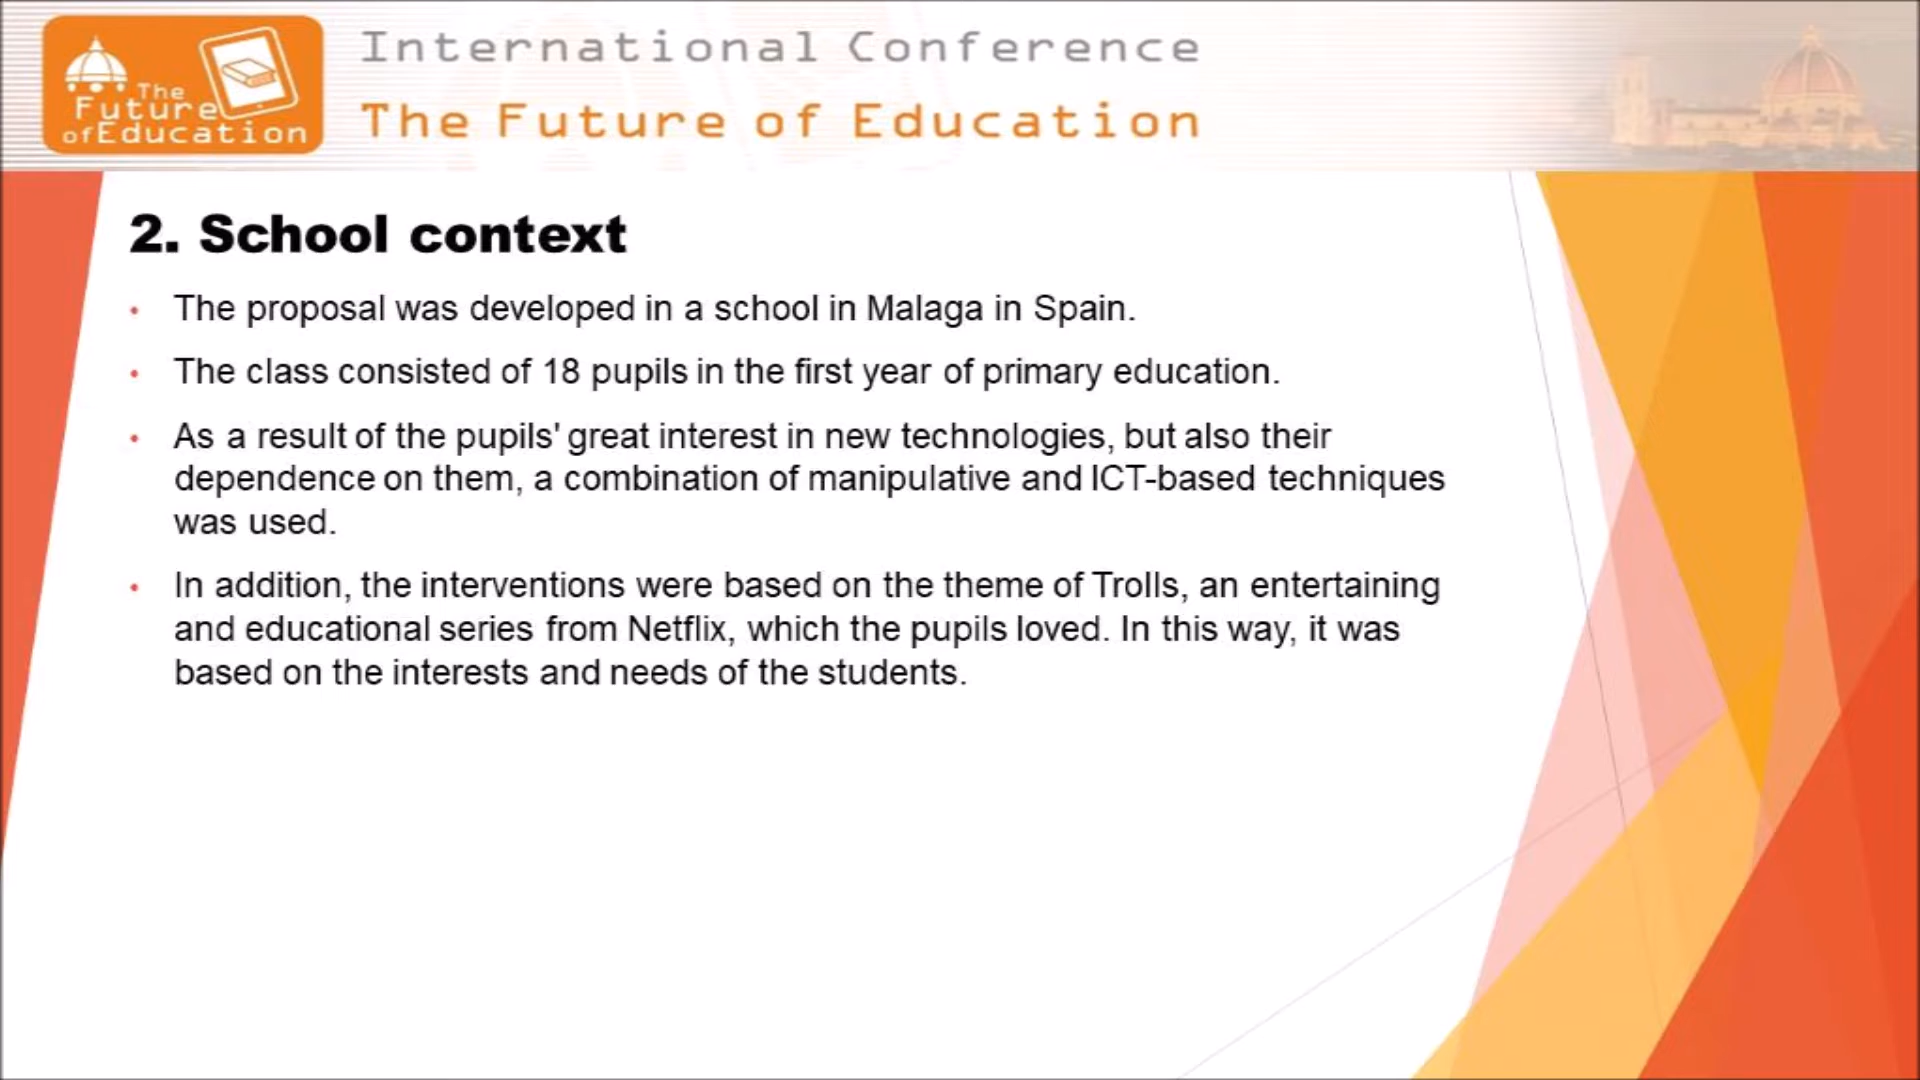 The
Future
ofEducation
International Conference
The Future of Education
2. School context
• The proposal was developed in a school in Malaga in Spain.
• The class consisted of 18 pupils in the first year of primary education.
• As a result of the pupils' great interest in new technologies, but also their
dependence on them, a combination of manipulative and ICT-based techniques
was used.
• In addition, the interventions were based on the theme of Trolls, an entertaining
and educational series from Netflix, which the pupils loved. In this way, it was
based on the interests and needs of the students.